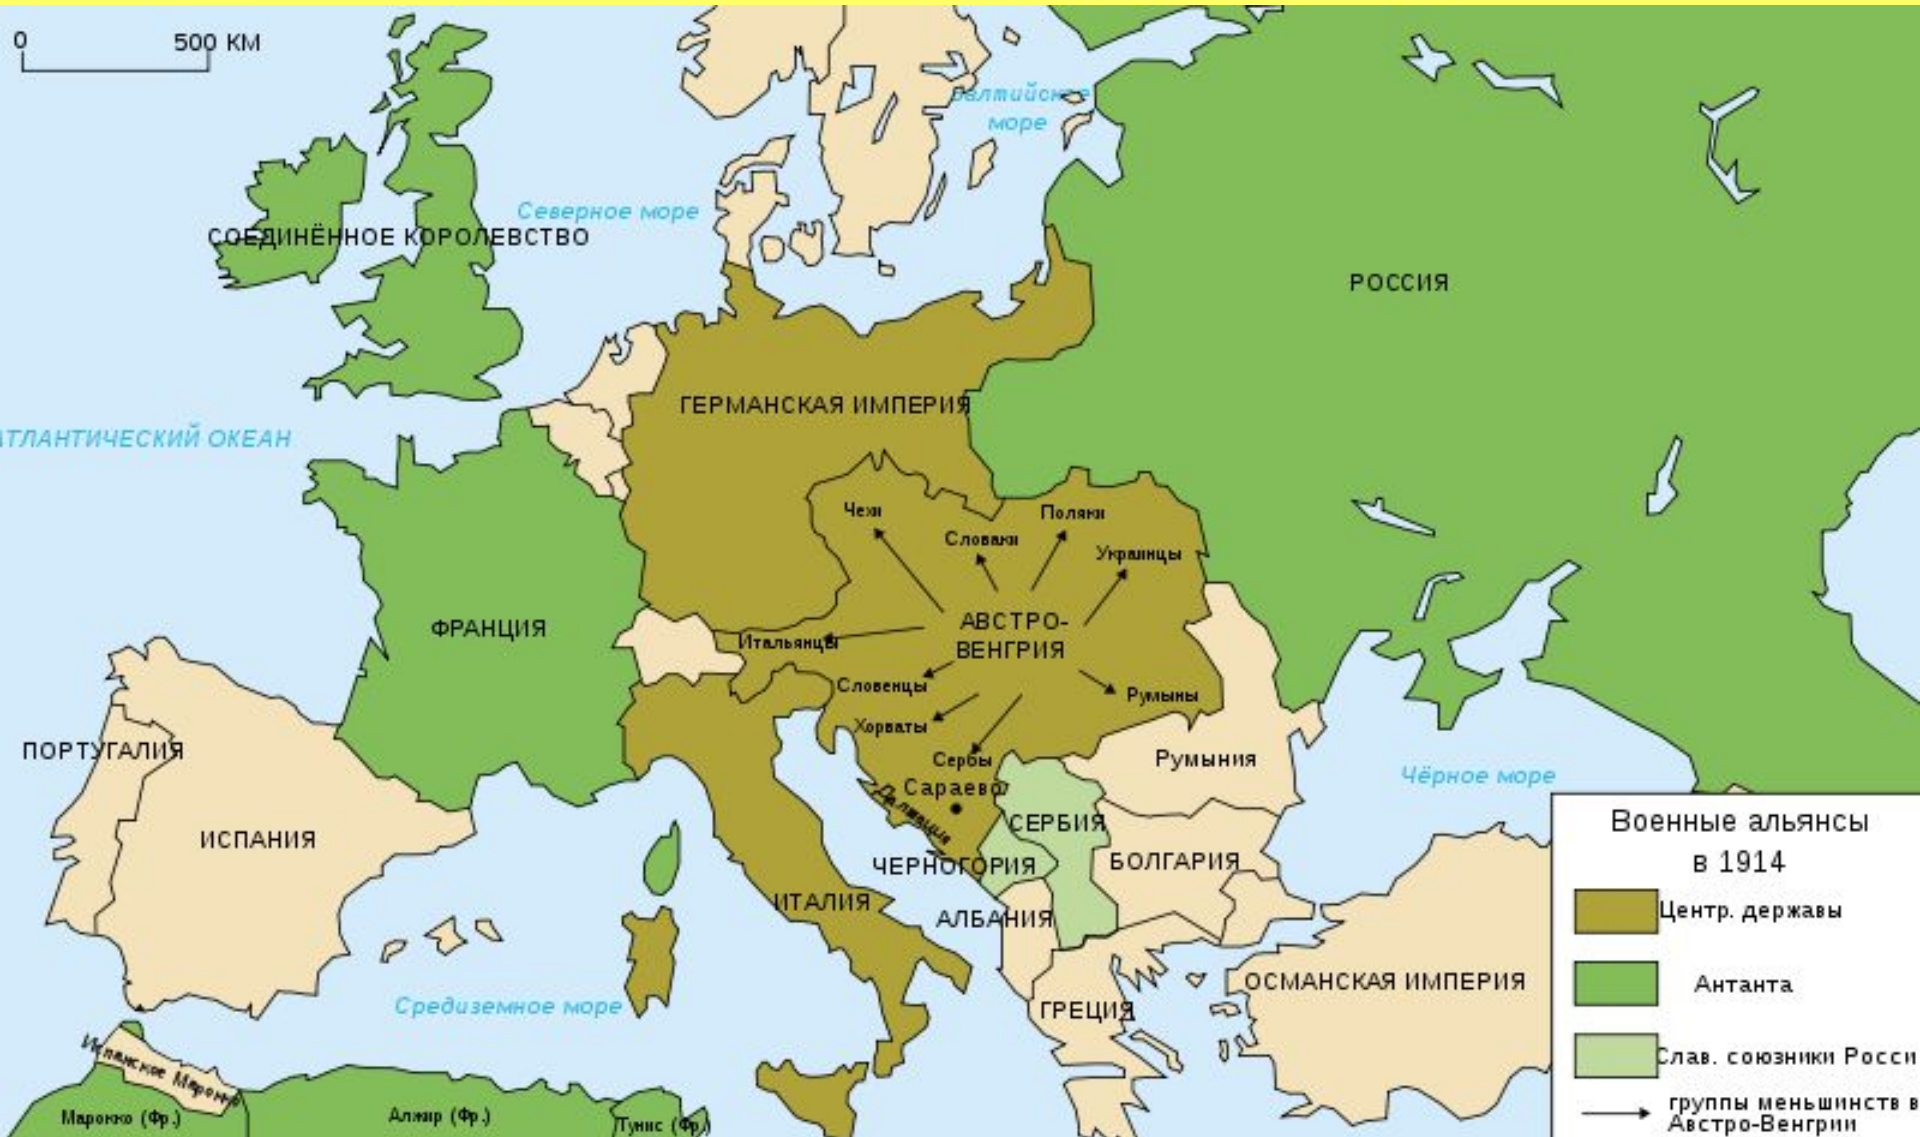 0 500 КМ
Балтийское
море
Северное море
СОЕДИНЁННОЕ КОРОЛЕВСТВО
РОССИЯ
ГЕРМАНСКАЯ ИМПЕРИЯ
АТЛАНТИЧЕСКИЙ ОКЕАН
Чехи
Поляки
Словаки
Украинцы
ФРАНЦИЯ
АВСТРО-
ВЕНГРИЯ
Итальянцы
Словенцы
Румыны
Хорваты
Сербы
Сараево
Далмация
ПОРТУГАЛИЯ
Румыния
Чёрное море
ИСПАНИЯ
СЕРБИЯ
ЧЕРНОГОРИЯ
БОЛГАРИЯ
ИТАЛИЯ
АЛБАНИЯ
ОСМАНСКАЯ ИМПЕРИЯ
Средиземное море
ГРЕЦИЯ
Испанское Марокко
Марокко (Фр.)
Алжир (Фр.)
Тунис (Фр.)
Военные альянсы
в 1914
Центр. державы
Антанта
Слав. союзники Росси
группы меньшинств в
Австро-Венгрии